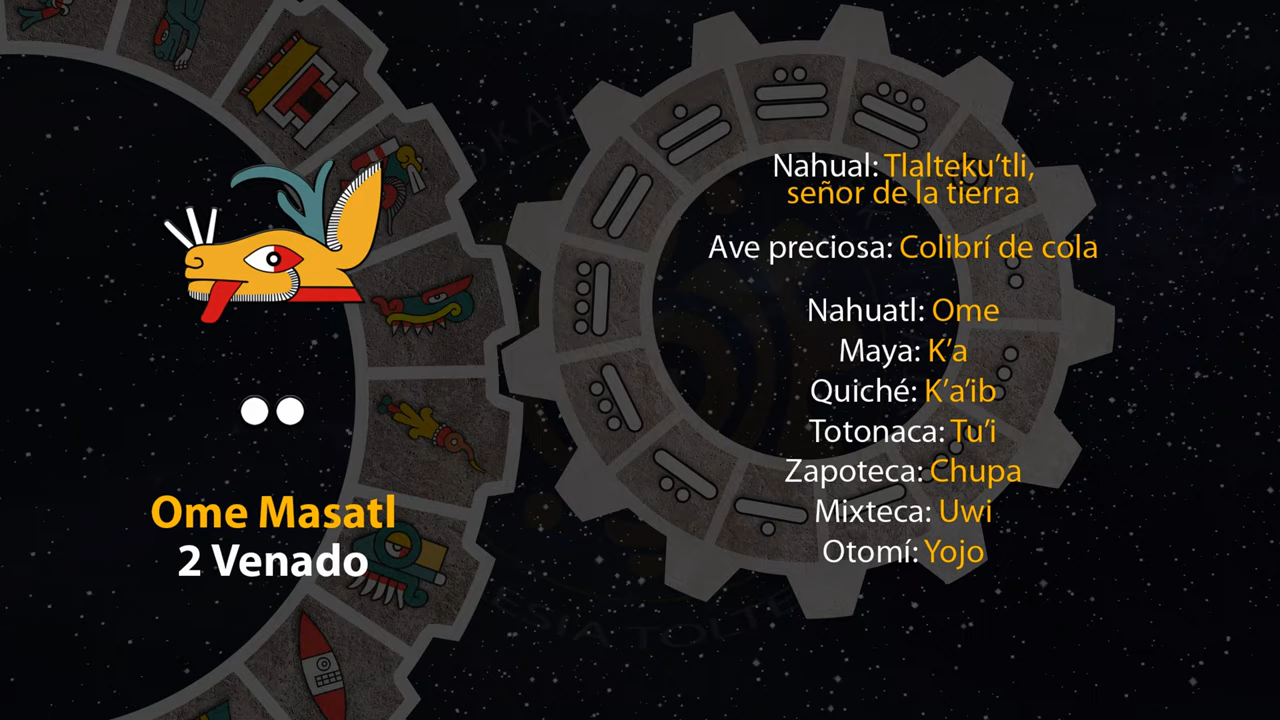 Nahual: Tlalteku’tli,
señor de la tierra
Ave preciosa: Colibrí de cola
Nahuatl: Ome
Maya: K’a
Quiché: K’a’ib
Totonaca: Tu’i
Zapoteca: Chupa
Mixteca: Uwi
Otomí: Yojo
Ome Masatl
2 Venado